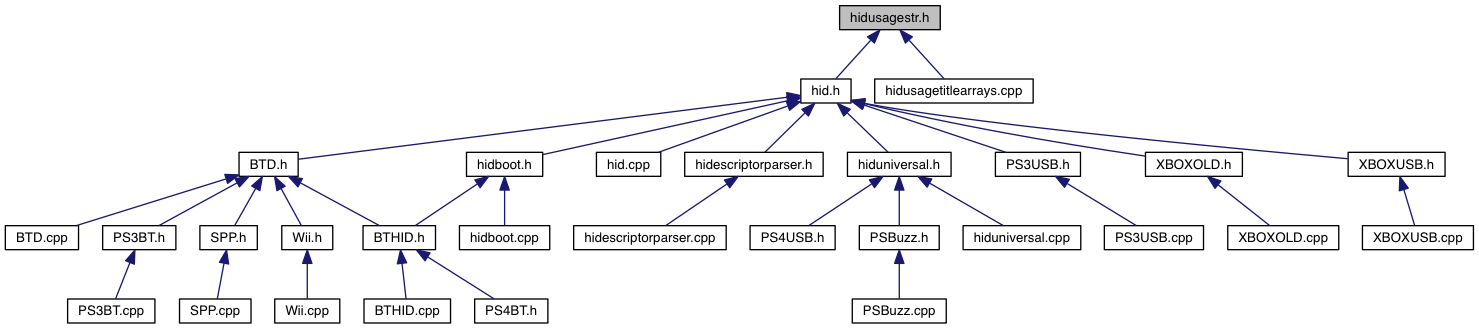 hidusagestr.h
hid.h
hidusagetitlearrays.cpp
BTD.h
hidboot.h
hid.cpp
hidescriptorparser.h
hiduniversal.h
PS3USB.h
XBOXOLD.h
XBOXUSB.h
BTD.cpp
PS3BT.h
SPP.h
Wii.h
BTHID.h
hidboot.cpp
hidescriptorparser.cpp
PS4USB.h
PSBuzz.h
hiduniversal.cpp
PS3USB.cpp
XBOXOLD.cpp
XBOXUSB.cpp
PS3BT.cpp
SPP.cpp
Wii.cpp
BTHID.cpp
PS4BT.h
PSBuzz.cpp